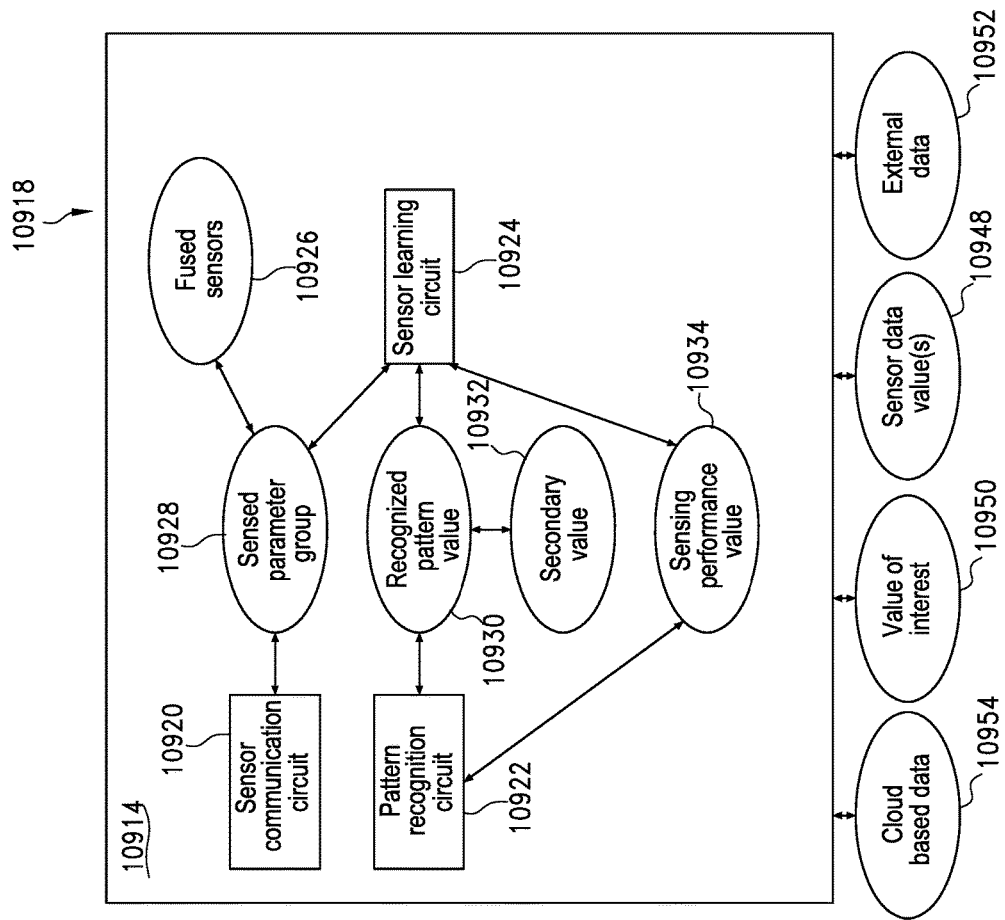 10918
10914
10920
Sensor
communication
circuit
10928
Sensed
parameter
group
Fused
sensors
10926
Pattern
recognition
circuit
10922
Recognized
pattern
value
10930
Sensor learning
circuit
10924
10932
Secondary
value
Sensing
performance
value
10934
Cloud
based data
10954
Value of
interest
10950
Sensor data
value(s)
10948
External
data
10952